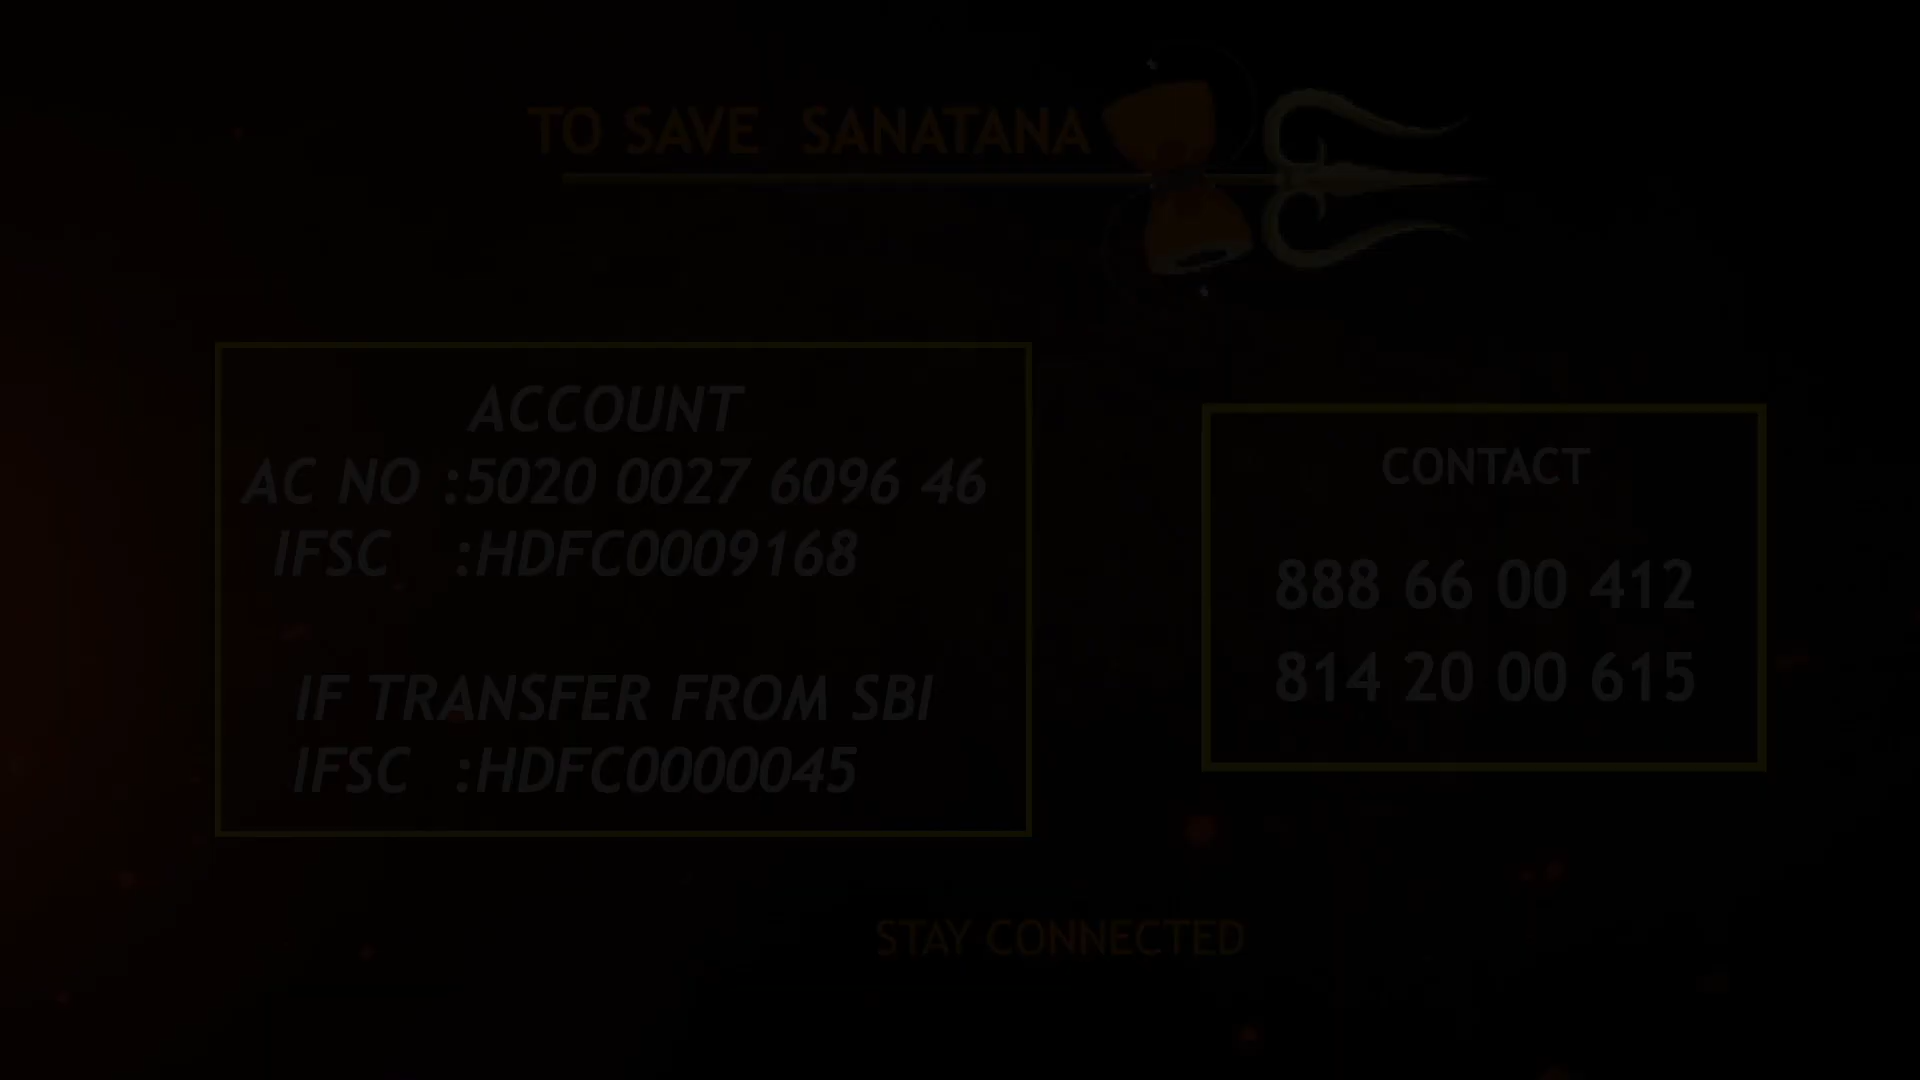 TO SAVE SANATANA
ACCOUNT
AC NO :5020 0027 6096 46
IFSC :HDFC0009168
IF TRANSFER FROM SBI
IFSC :HDFC0000045
CONTACT
888 66 00 412
814 20 00 615
STAY CONNECTED